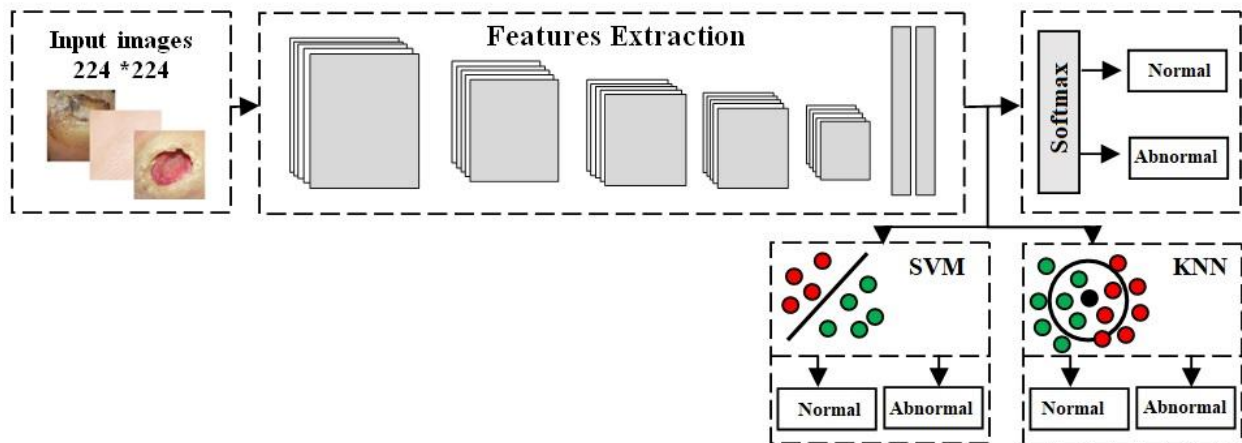 Input images
224 *224
Features Extraction
Softmax
Normal
Abnormal
SVM
Normal
Abnormal
KNN
Normal
Abnormal